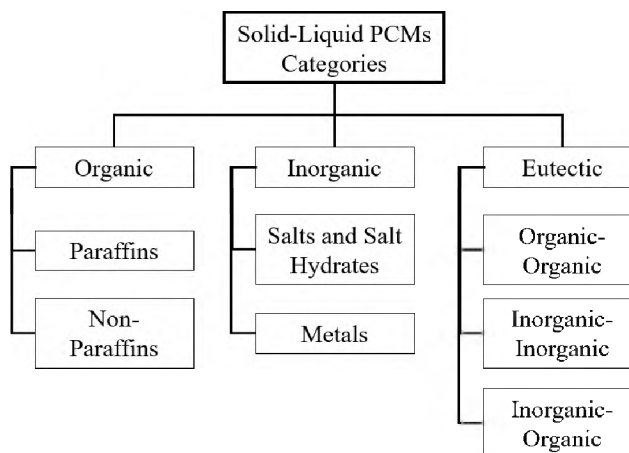 Solid-Liquid PCMs
Categories
Organic
Inorganic
Eutectic
Paraffins
Salts and Salt
Hydrates
Organic-
Organic
Non-
Paraffins
Metals
Inorganic-
Inorganic
Inorganic-
Organic